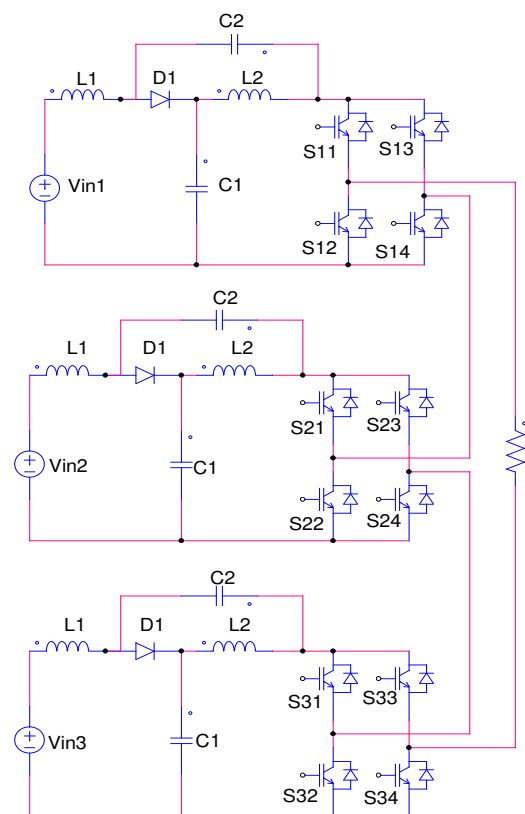 C2
L1 D1 L2
S11 S13
Vin1 C1
S12 S14
C2
L1 D1 L2
S21 S23
Vin2 C1
S22 S24
C2
L1 D1 L2
S31 S33
Vin3 C1
S32 S34